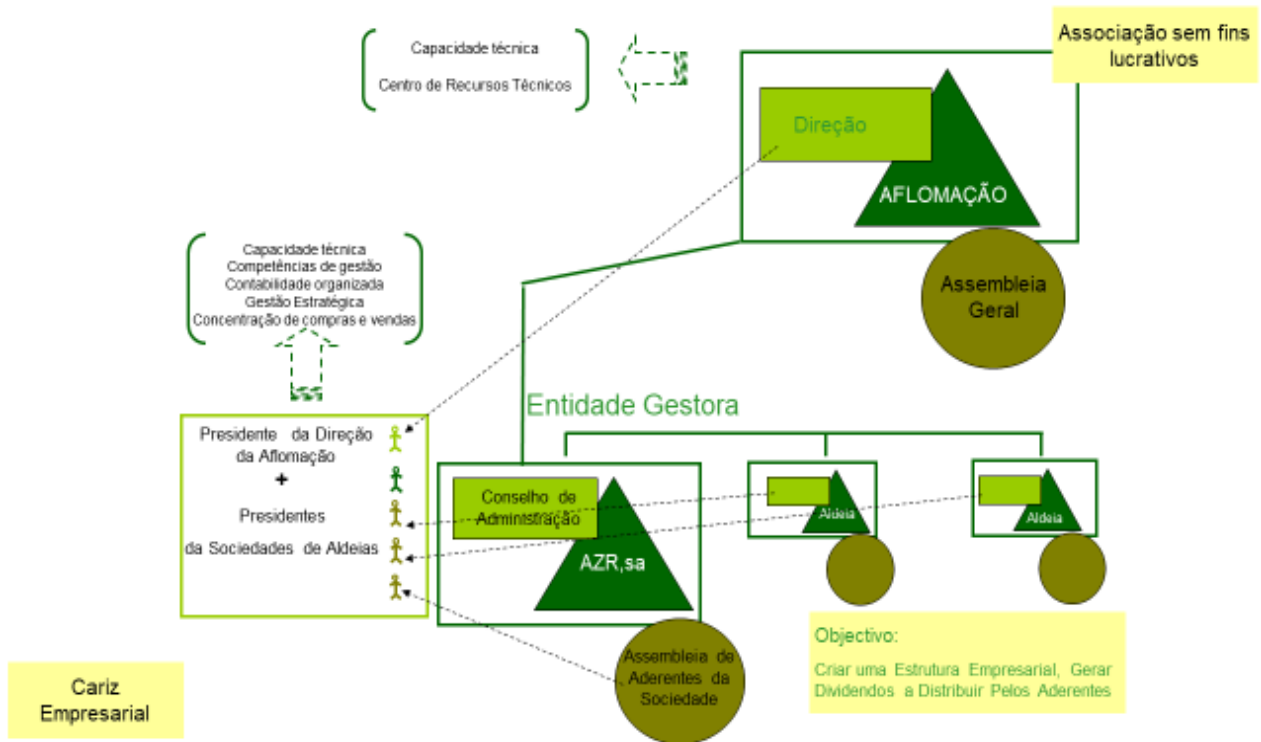 Associação sem fins
lucrativos
Capacidade técnica
Centro de Recursos Técnicos
Direção
AFLOMAÇÃO
Assembleia
Geral
Capacidade técnica
Competências de gestão
Contabilidade organizada
Gestão Estratégica
Concentração de compras e vendas
Entidade Gestora
Presidente da Direção
da Aflomação
+
Presidentes
da Sociedades de Aldeias
Conselho de
Administração
AZR,sa
Aldeia
Aldeia
Assembleia de
Aderentes da
Sociedade
Objectivo:
Criar uma Estrutura Empresarial, Gerar
Dividendos a Distribuir Pelos Aderentes
Cariz
Empresarial